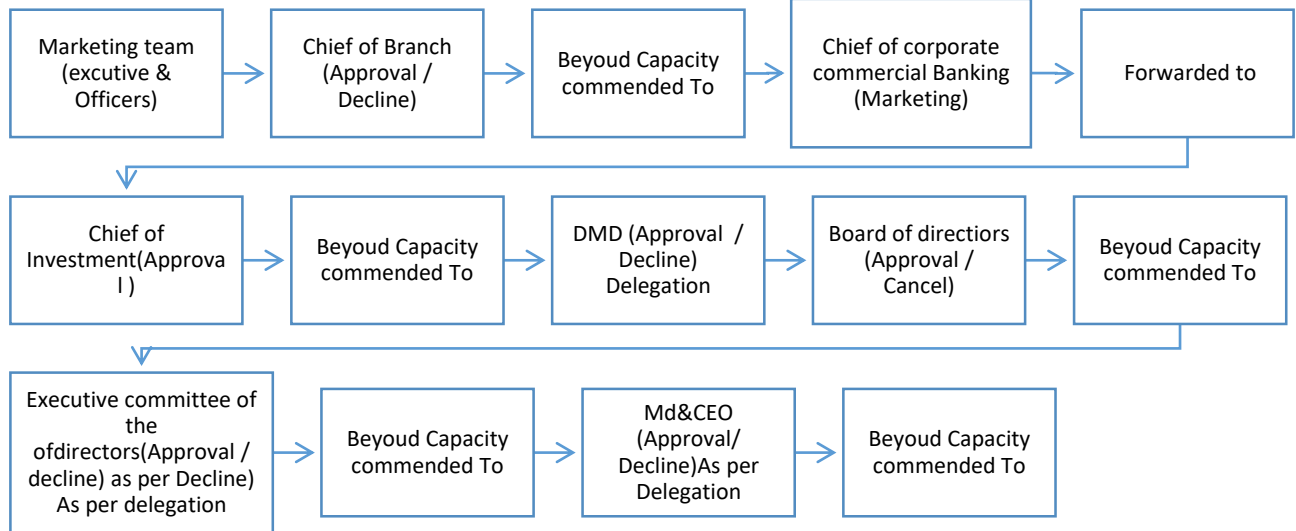 Marketing team
(excutive &
Officers)
Chief of Branch
(Approval /
Decline)
Beyoud Capacity
commended To
Chief of corporate
commercial Banking
(Marketing)
Forwarded to
Chief of
Investment(Approva
l )
Beyoud Capacity
commended To
DMD (Approval  /
Decline)
Delegation
Board of directiors
(Approval /
Cancel)
Beyoud Capacity
commended To
Executive committee of
the
ofdirectors(Approval /
decline) as per Decline)
As per delegation
Beyoud Capacity
commended To
Md&CEO
(Approval/
Decline)As per
Delegation
Beyoud Capacity
commended To